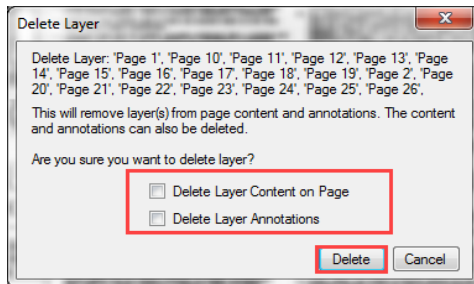 Delete Layer
Delete Layer: 'Page 1', 'Page 10', 'Page 11', 'Page 12', 'Page 13', 'Page
14', 'Page 15', 'Page 16', 'Page 17', 'Page 18', 'Page 19', 'Page 2', 'Page
20', 'Page 21', 'Page 22', 'Page 23', 'Page 24', 'Page 25', 'Page 26',
This will remove layer(s) from page content and annotations. The content
and annotations can also be deleted.
Are you sure you want to delete layer?
Delete Layer Content on Page
Delete Layer Annotations
Delete Cancel